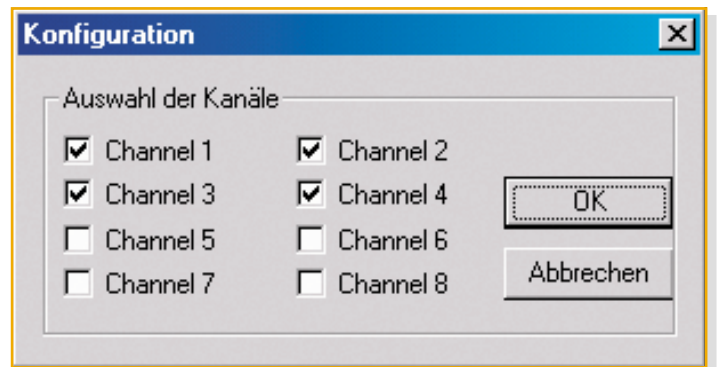 Konfiguration
Auswahl der Kanäle
Channel 1 Channel 2
Channel 3 Channel 4
OK
Channel 5 Channel 6
Abbrechen
Channel 7 Channel 8